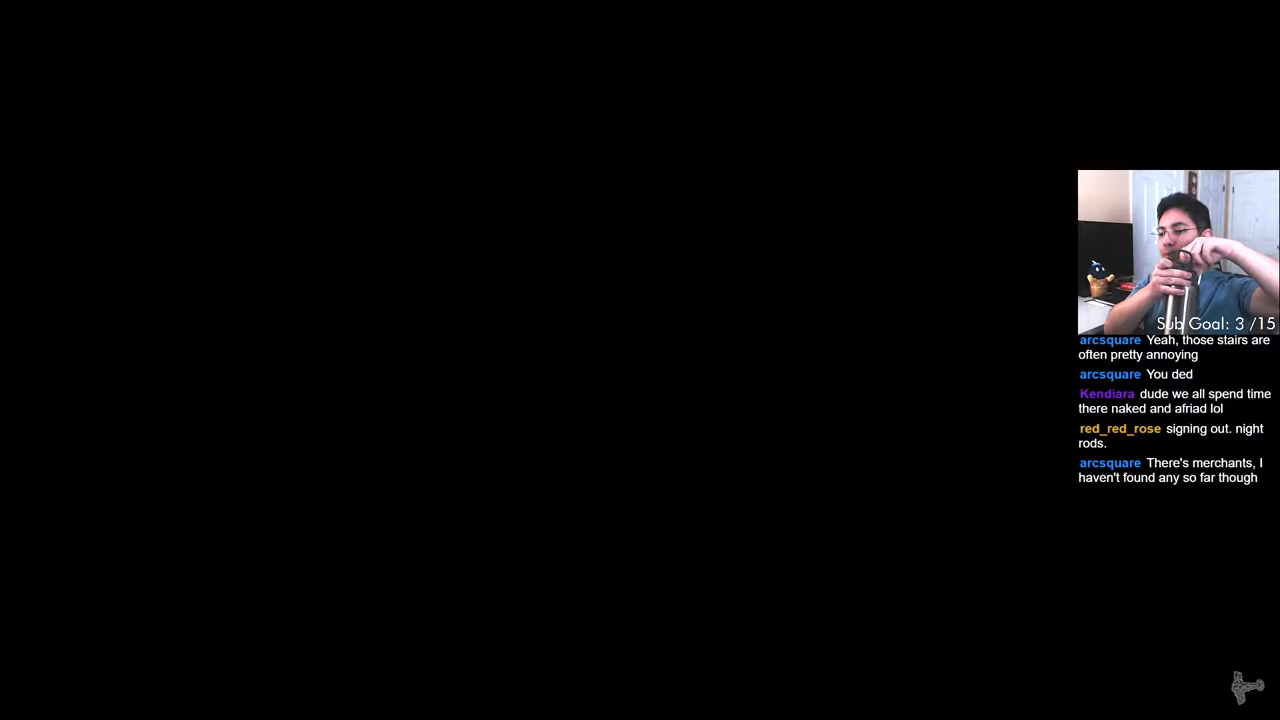 Sub Goal: 3 /15
arcsquare Yeah, those stairs are
often pretty annoying
arcsquare You ded
Kendiara dude we all spend time
there naked and afriad lol
red_red_rose signing out. night
rods.
arcsquare There's merchants, I
haven't found any so far though